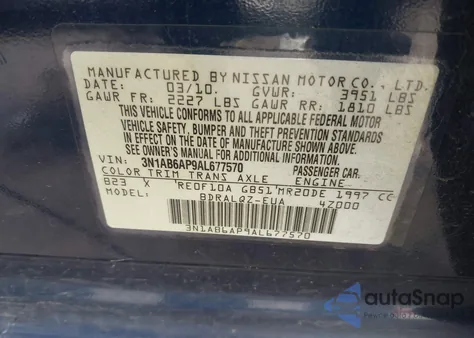 MANUFACTURED BY NISSAN MOTOR CO., LTD.
DATE: 03/10. GVWR: 3951 LBS
GAWR FR: 2227 LBS GAWR RR: 1810 LBS
THIS VEHICLE CONFORMS TO ALL APPLICABLE FEDERAL MOTOR
VEHICLE SAFETY, BUMPER AND THEFT PREVENTION STANDARDS
IN EFFECT ON THE DATE OF MANUFACTURE SHOWN ABOVE.
SEE OWNER'S MANUAL FOR ADDITIONAL INFORMATION.
3N1AB6AP9AL677570 PASSENGER CAR
COLOR TRIM TRANS AXLE ENGINE
B23 X RE0F10A GB51 MR20DE 1997 CC
MODEL: BDRALQZ-EUA 4Z000
3N1AB6AP9AL677570
autoSnap